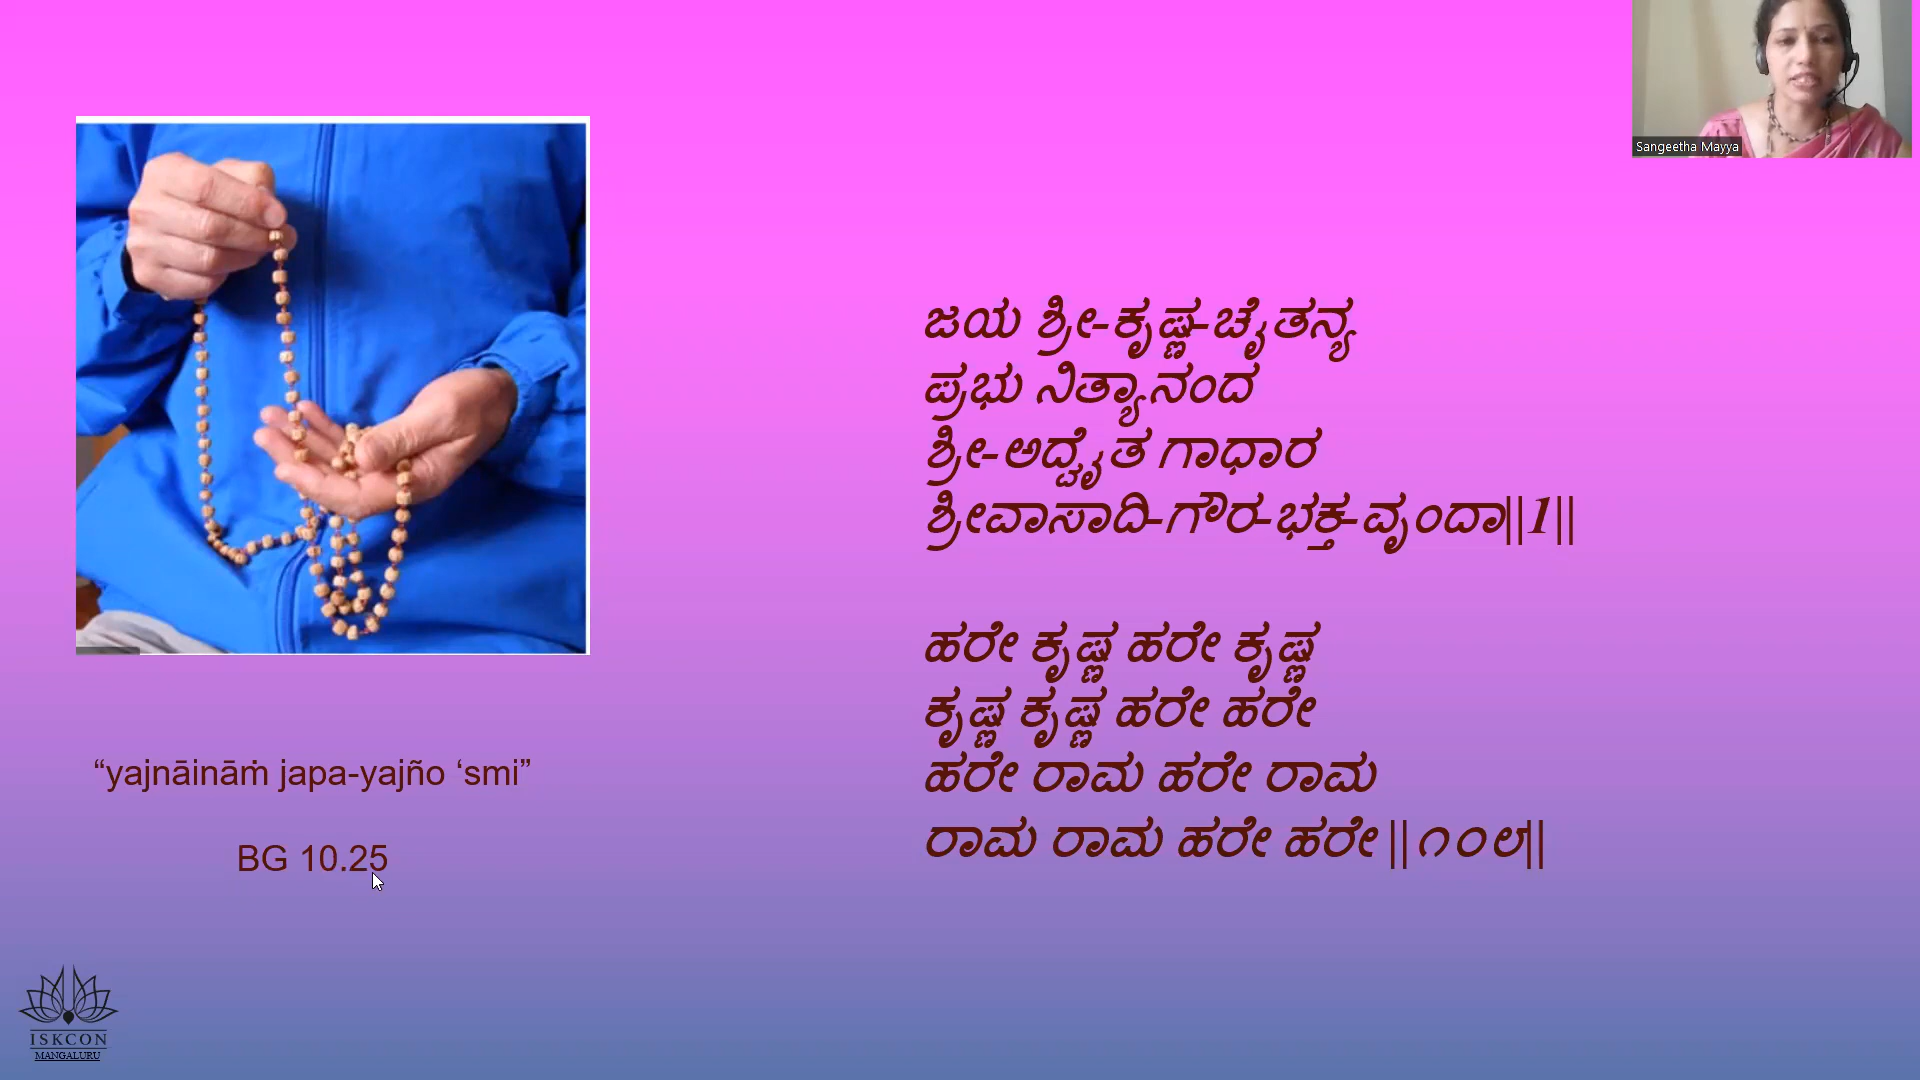 Sangeetha Mayya
ಜಯ ಶ್ರೀ-ಕೃಷ್ಣ-ಚೈತನ್ಯ
ಪ್ರಭು ನಿತ್ಯಾನಂದ
ಶ್ರೀ-ಅದ್ವೈತ ಗಾಧಾರ
ಶ್ರೀವಾಸಾದಿ-ಗೌರ-ಭಕ್ತ-ವೃಂದಾ||1||
ಹರೇ ಕೃಷ್ಣ ಹರೇ ಕೃಷ್ಣ
ಕೃಷ್ಣ ಕೃಷ್ಣ ಹರೇ ಹರೇ
ಹರೇ ರಾಮ ಹರೇ ರಾಮ
ರಾಮ ರಾಮ ಹರೇ ಹರೇ ||೧೦೮||
“yajnāināṁ japa-yajño ‘smi”
BG 10.25
ISKCON
MANGALURU